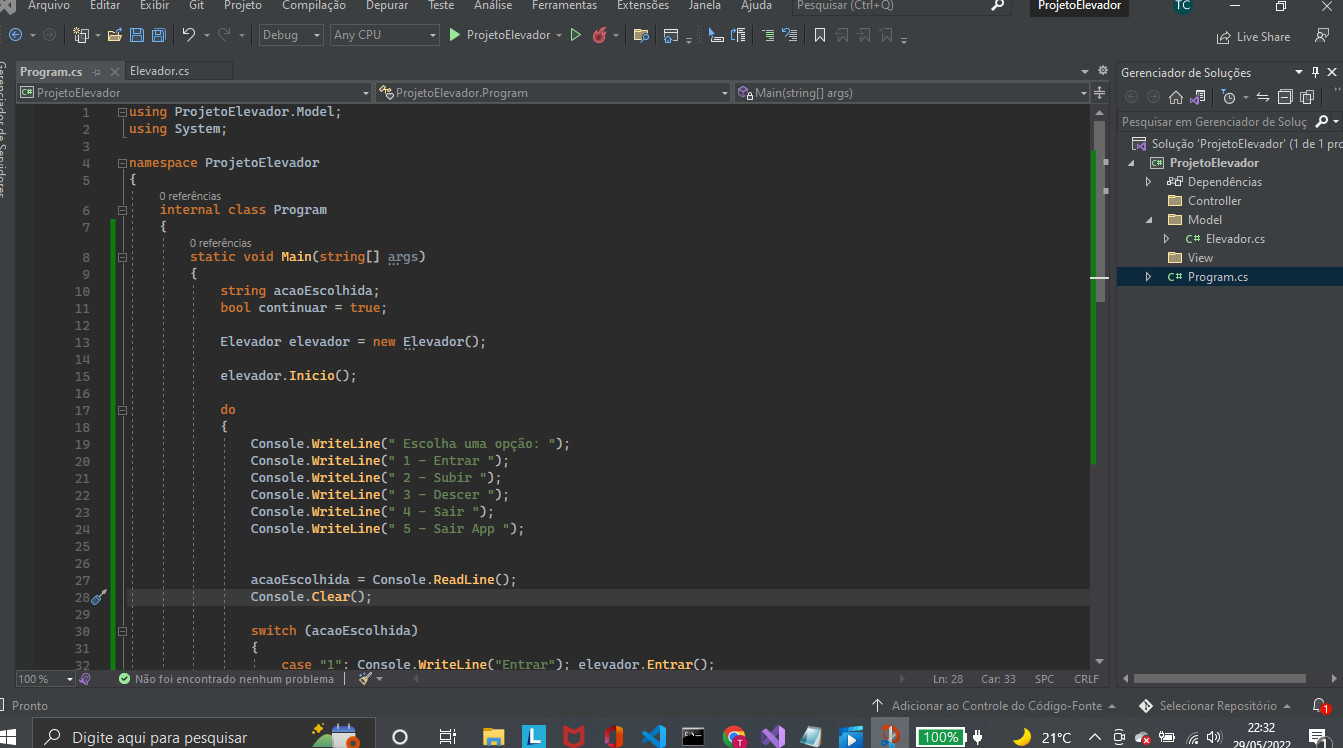 Arquivo Editar Exibir Git Projeto Compilação Depurar Teste Análise Ferramentas Extensões Janela Ajuda Pesquisar (Ctrl+Q) ProjetoElevador TC
Debug Any CPU ProjetoElevador Live Share
Gerenciador de Servidores
Program.cs Elevador.cs
ProjetoElevador ProjetoElevador.Program Main(string[] args)
1 using ProjetoElevador.Model;
2 using System;
3
4 namespace ProjetoElevador
5 {
0 referências
6 internal class Program
7 {
0 referências
8 static void Main(string[] args)
9 {
10 string acaoEscolhida;
11 bool continuar = true;
12
13 Elevador elevador = new Elevador();
14
15 elevador.Inicio();
16
17 do
18 {
19 Console.WriteLine(" Escolha uma opção: ");
20 Console.WriteLine(" 1 - Entrar ");
21 Console.WriteLine(" 2 - Subir ");
22 Console.WriteLine(" 3 - Descer ");
23 Console.WriteLine(" 4 - Sair ");
24 Console.WriteLine(" 5 - Sair App ");
25
26
27 acaoEscolhida = Console.ReadLine();
28 Console.Clear();
29
30 switch (acaoEscolhida)
31 {
32 case "1": Console.WriteLine("Entrar"); elevador.Entrar();
100 % Não foi encontrado nenhum problema Ln: 28 Car: 33 SPC CRLF
Gerenciador de Soluções
Pesquisar em Gerenciador de Soluç
Solução 'ProjetoElevador' (1 de 1 pro
C# ProjetoElevador
Dependências
Controller
Model
C# Elevador.cs
View
C# Program.cs
Pronto Adicionar ao Controle do Código-Fonte Selecionar Repositório 1
Digite aqui para pesquisar L T 100% 21°C 22:32
29/05/2022